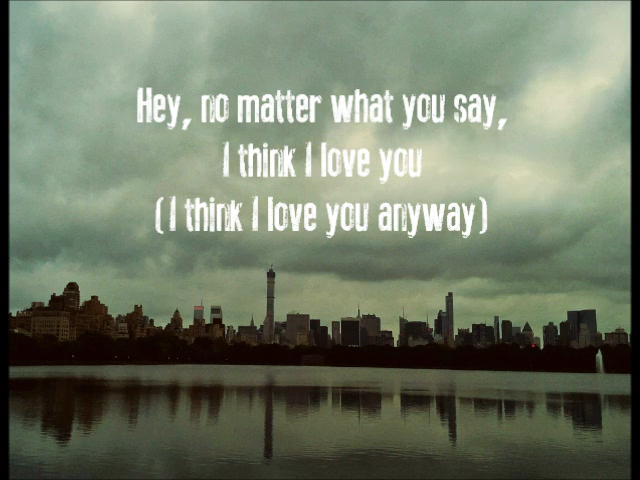 Hey, no matter what you say,
I think I love you
(I think I love you anyway)